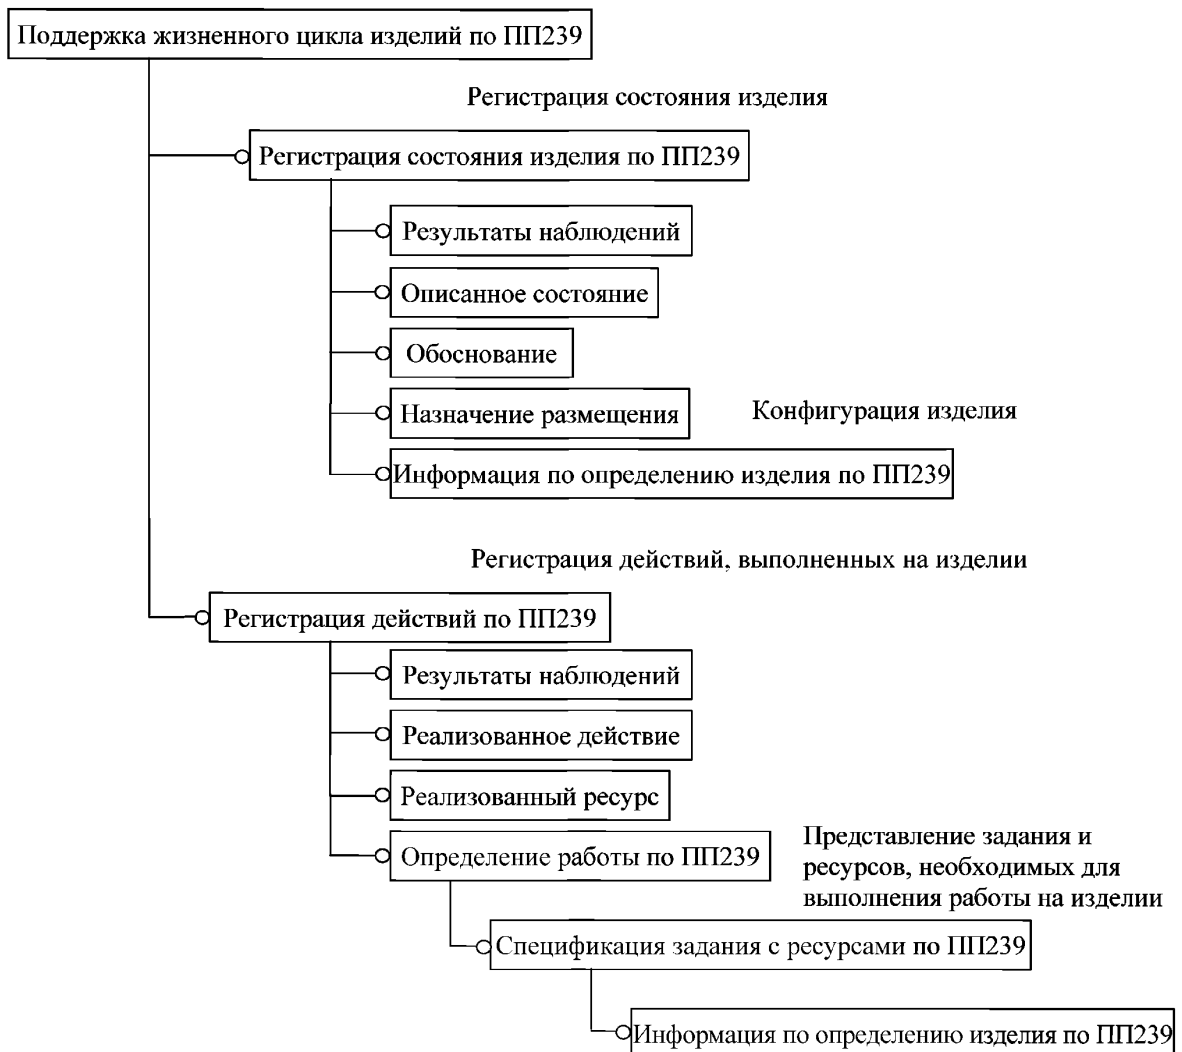 Поддержка жизненного цикла изделий по ПП239
Регистрация состояния изделия
Регистрация состояния изделия по ПП239
Результаты наблюдений
Описанное состояние
Обоснование
Назначение размещения
Конфигурация изделия
Информация по определению изделия по ПП239
Регистрация действий, выполненных на изделии
Регистрация действий по ПП239
Результаты наблюдений
Реализованное действие
Реализованный ресурс
Определение работы по ПП239
Представление задания и
ресурсов, необходимых для
выполнения работы на изделии
Спецификация задания с ресурсами по ПП239
Информация по определению изделия по ПП239